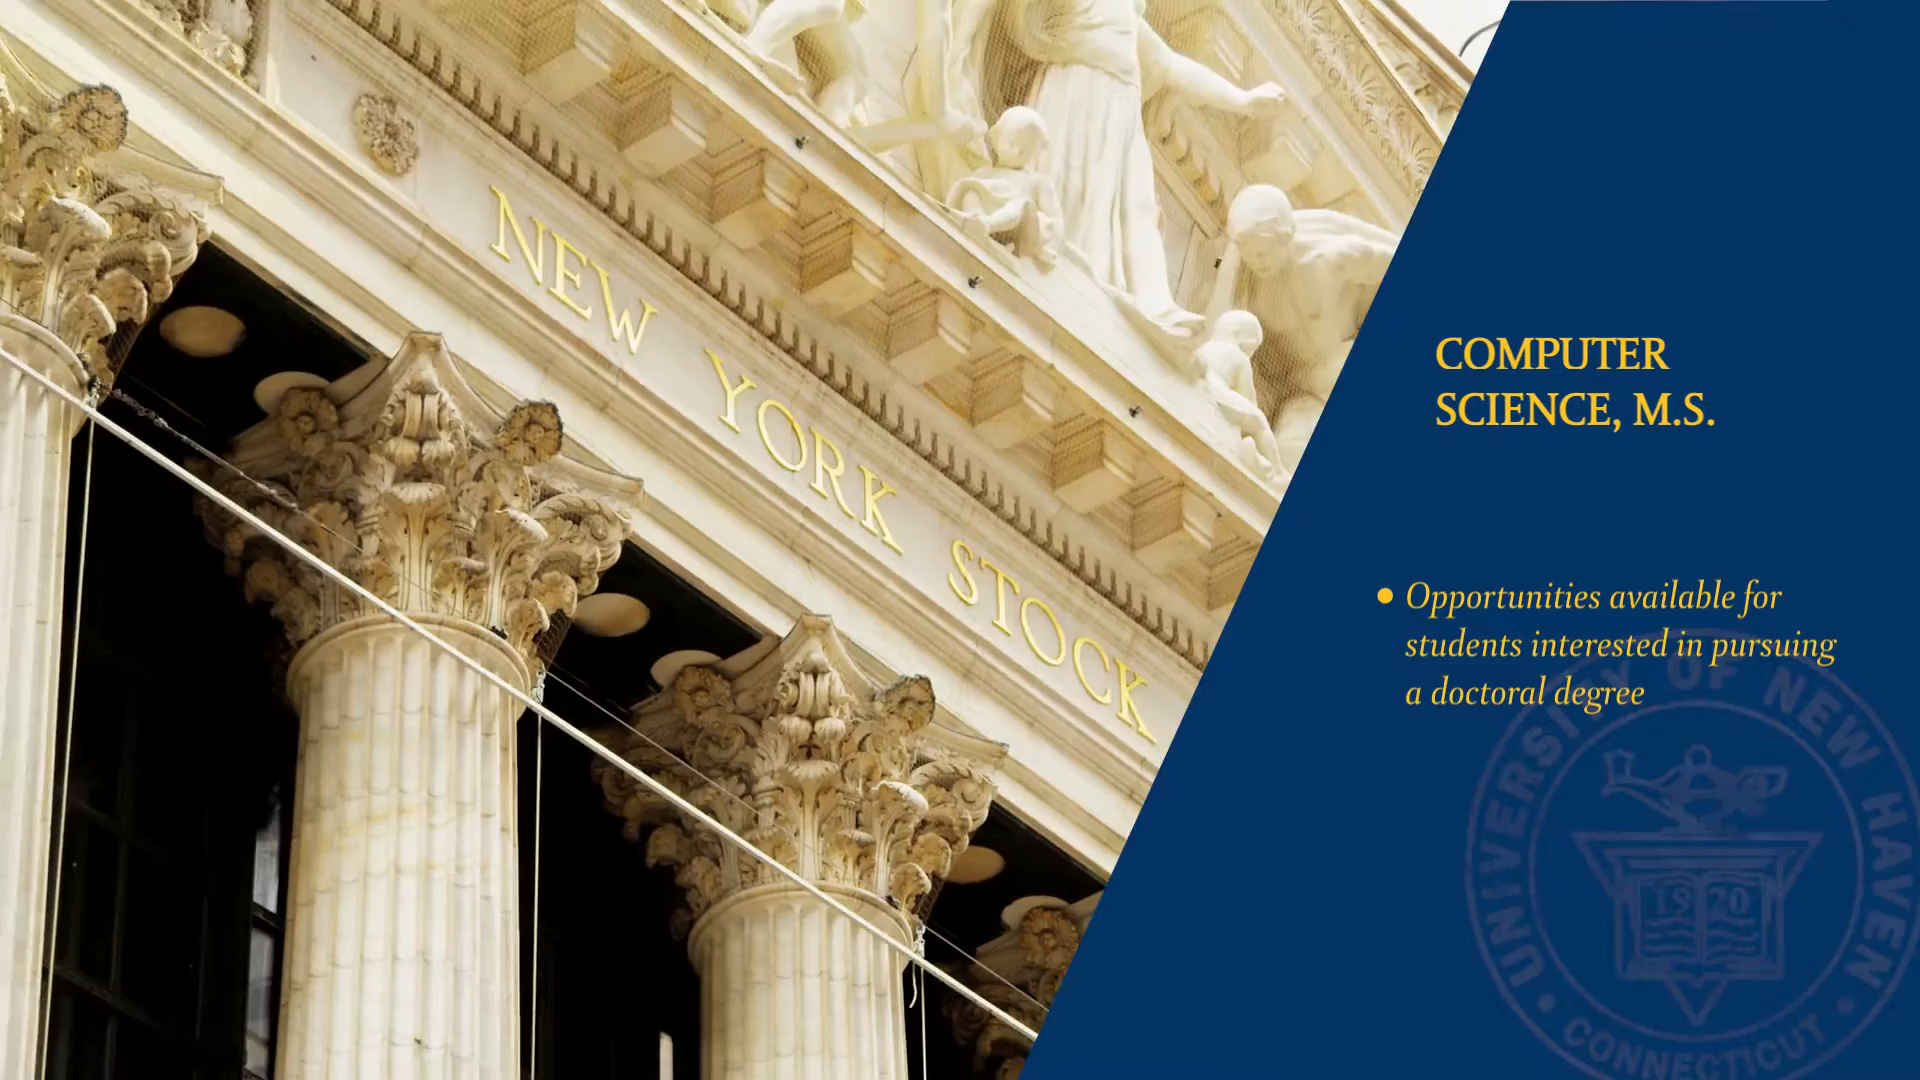 NEW YORK STOCK
COMPUTER
SCIENCE, M.S.
• Opportunities available for
students interested in pursuing
a doctoral degree
UNIVERSITY OF NEW HAVEN
1920
CONNECTICUT